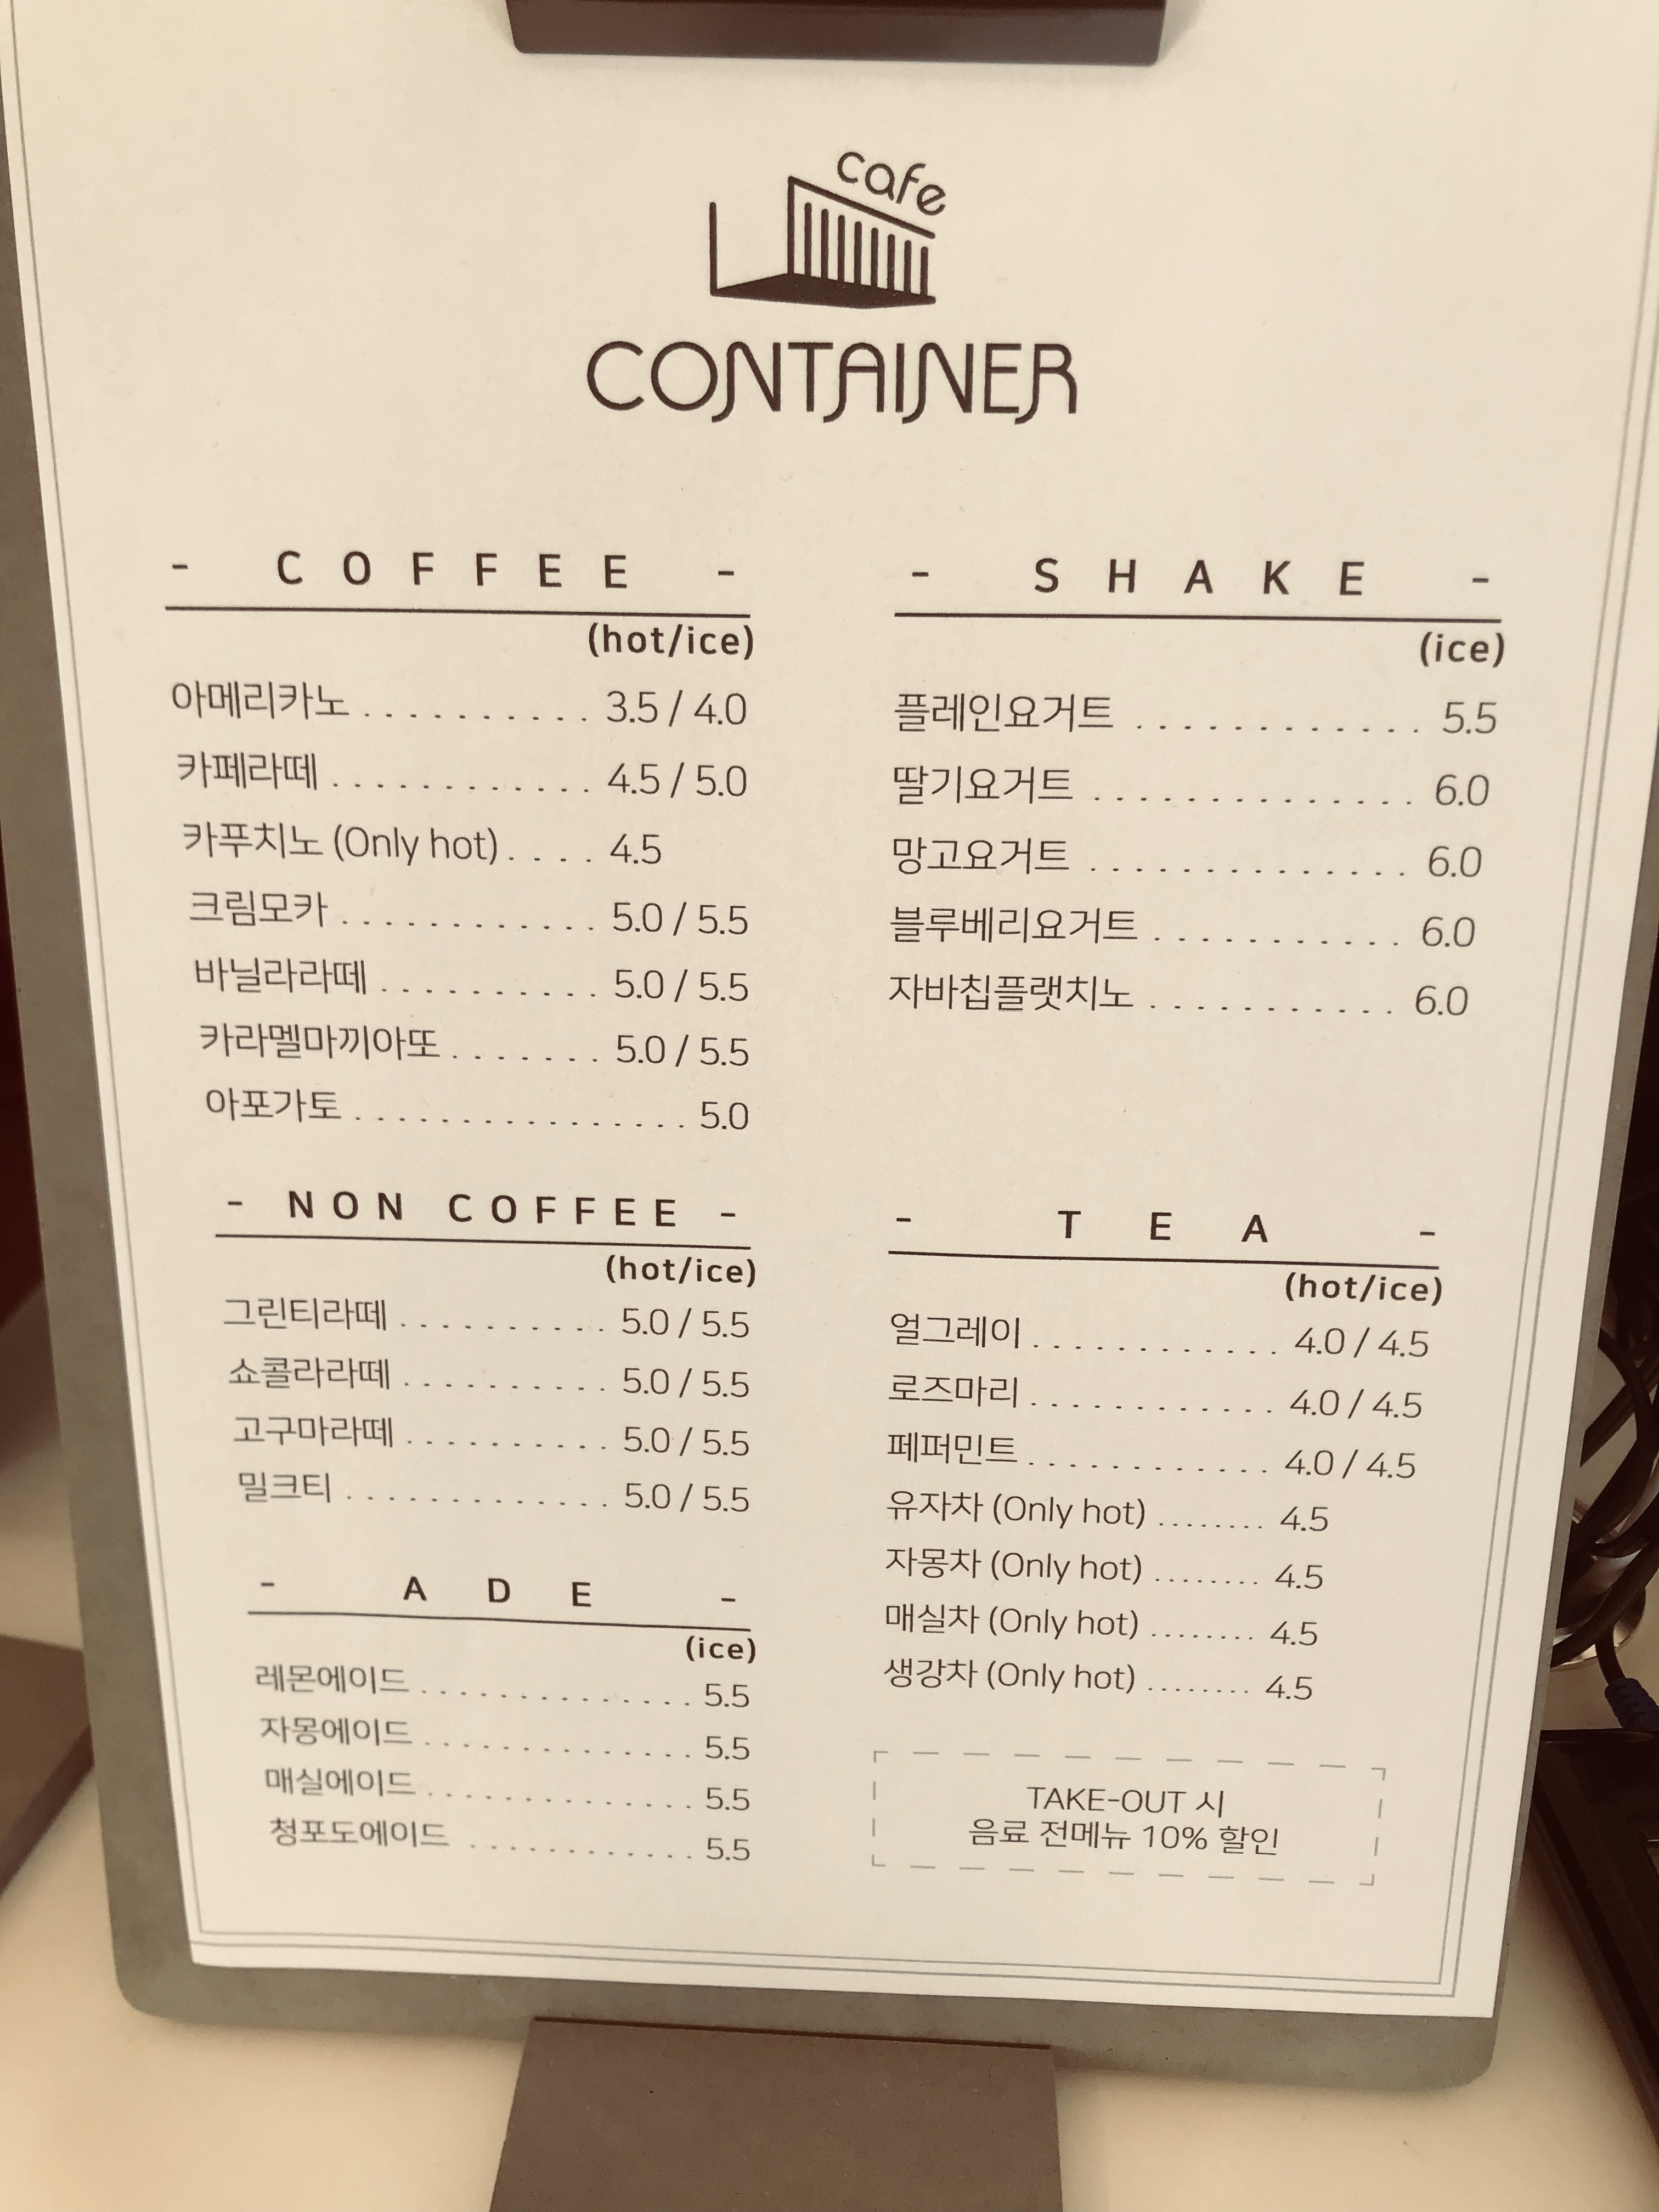 cafe
CONTAINER
- COFFEE -
(hot/ice)
아메리카노 .......... 3.5 / 4.0
카페라떼 ............ 4.5 / 5.0
카푸치노 (Only hot) .... 4.5
크림모카 ............ 5.0 / 5.5
바닐라라떼 .......... 5.0 / 5.5
카라멜마끼아또 ....... 5.0 / 5.5
아포가토 ................ 5.0
- NON COFFEE -
(hot/ice)
그린티라떼 .......... 5.0 / 5.5
쇼콜라라떼 .......... 5.0 / 5.5
고구마라떼 .......... 5.0 / 5.5
밀크티 ............. 5.0 / 5.5
- ADE -
(ice)
레몬에이드 .............. 5.5
자몽에이드 .............. 5.5
매실에이드 .............. 5.5
청포도에이드 ............ 5.5
- SHAKE -
(ice)
플레인요거트 ............ 5.5
딸기요거트 .............. 6.0
망고요거트 .............. 6.0
블루베리요거트 ........... 6.0
자바칩플랫치노 ........... 6.0
- TEA -
(hot/ice)
얼그레이 ............ 4.0 / 4.5
로즈마리 ............ 4.0 / 4.5
페퍼민트 ............ 4.0 / 4.5
유자차 (Only hot) ........ 4.5
자몽차 (Only hot) ........ 4.5
매실차 (Only hot) ........ 4.5
생강차 (Only hot) ........ 4.5
TAKE-OUT 시
음료 전메뉴 10% 할인